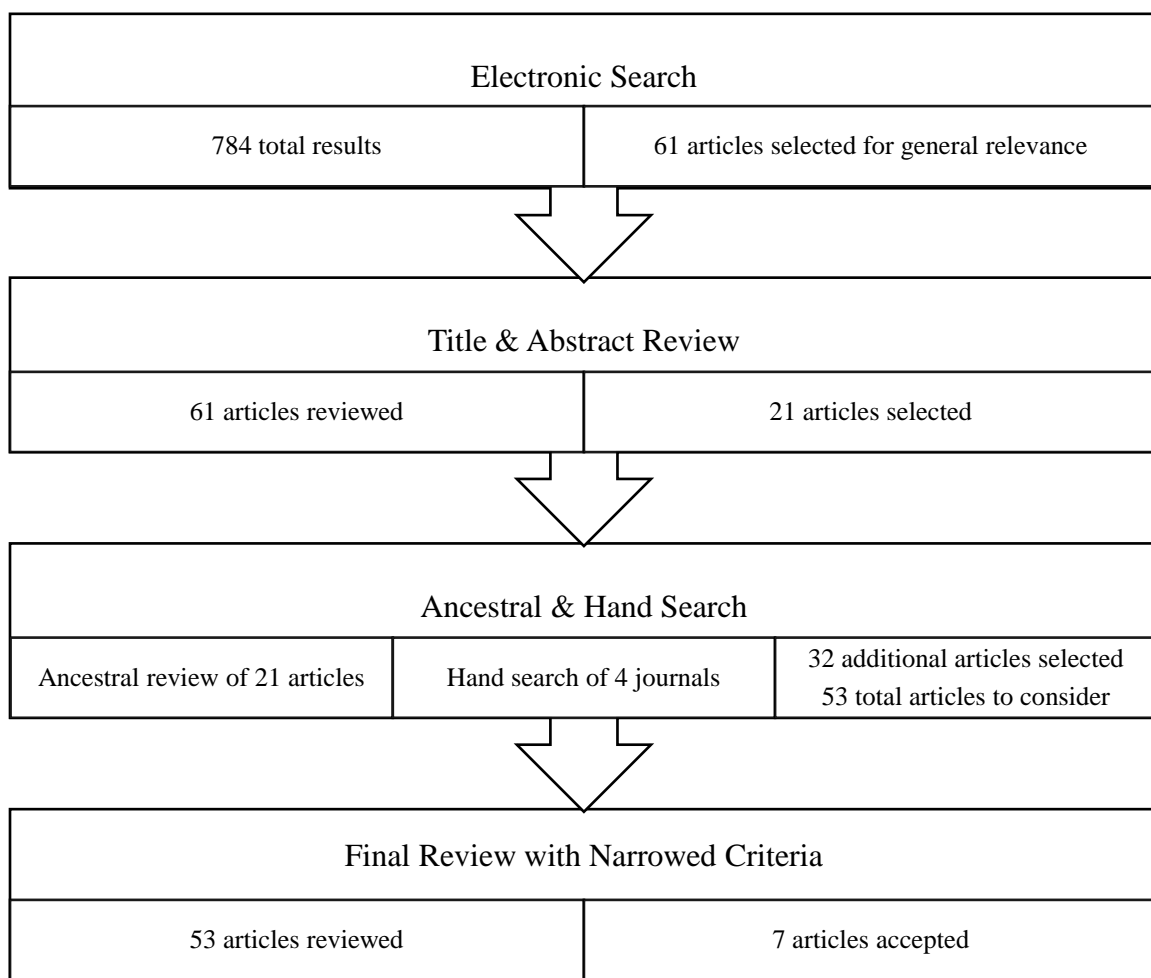 Electronic Search
784 total results
61 articles selected for general relevance
Title & Abstract Review
61 articles reviewed
21 articles selected
Ancestral & Hand Search
Ancestral review of 21 articles
Hand search of 4 journals
32 additional articles selected
53 total articles to consider
Final Review with Narrowed Criteria
53 articles reviewed
7 articles accepted